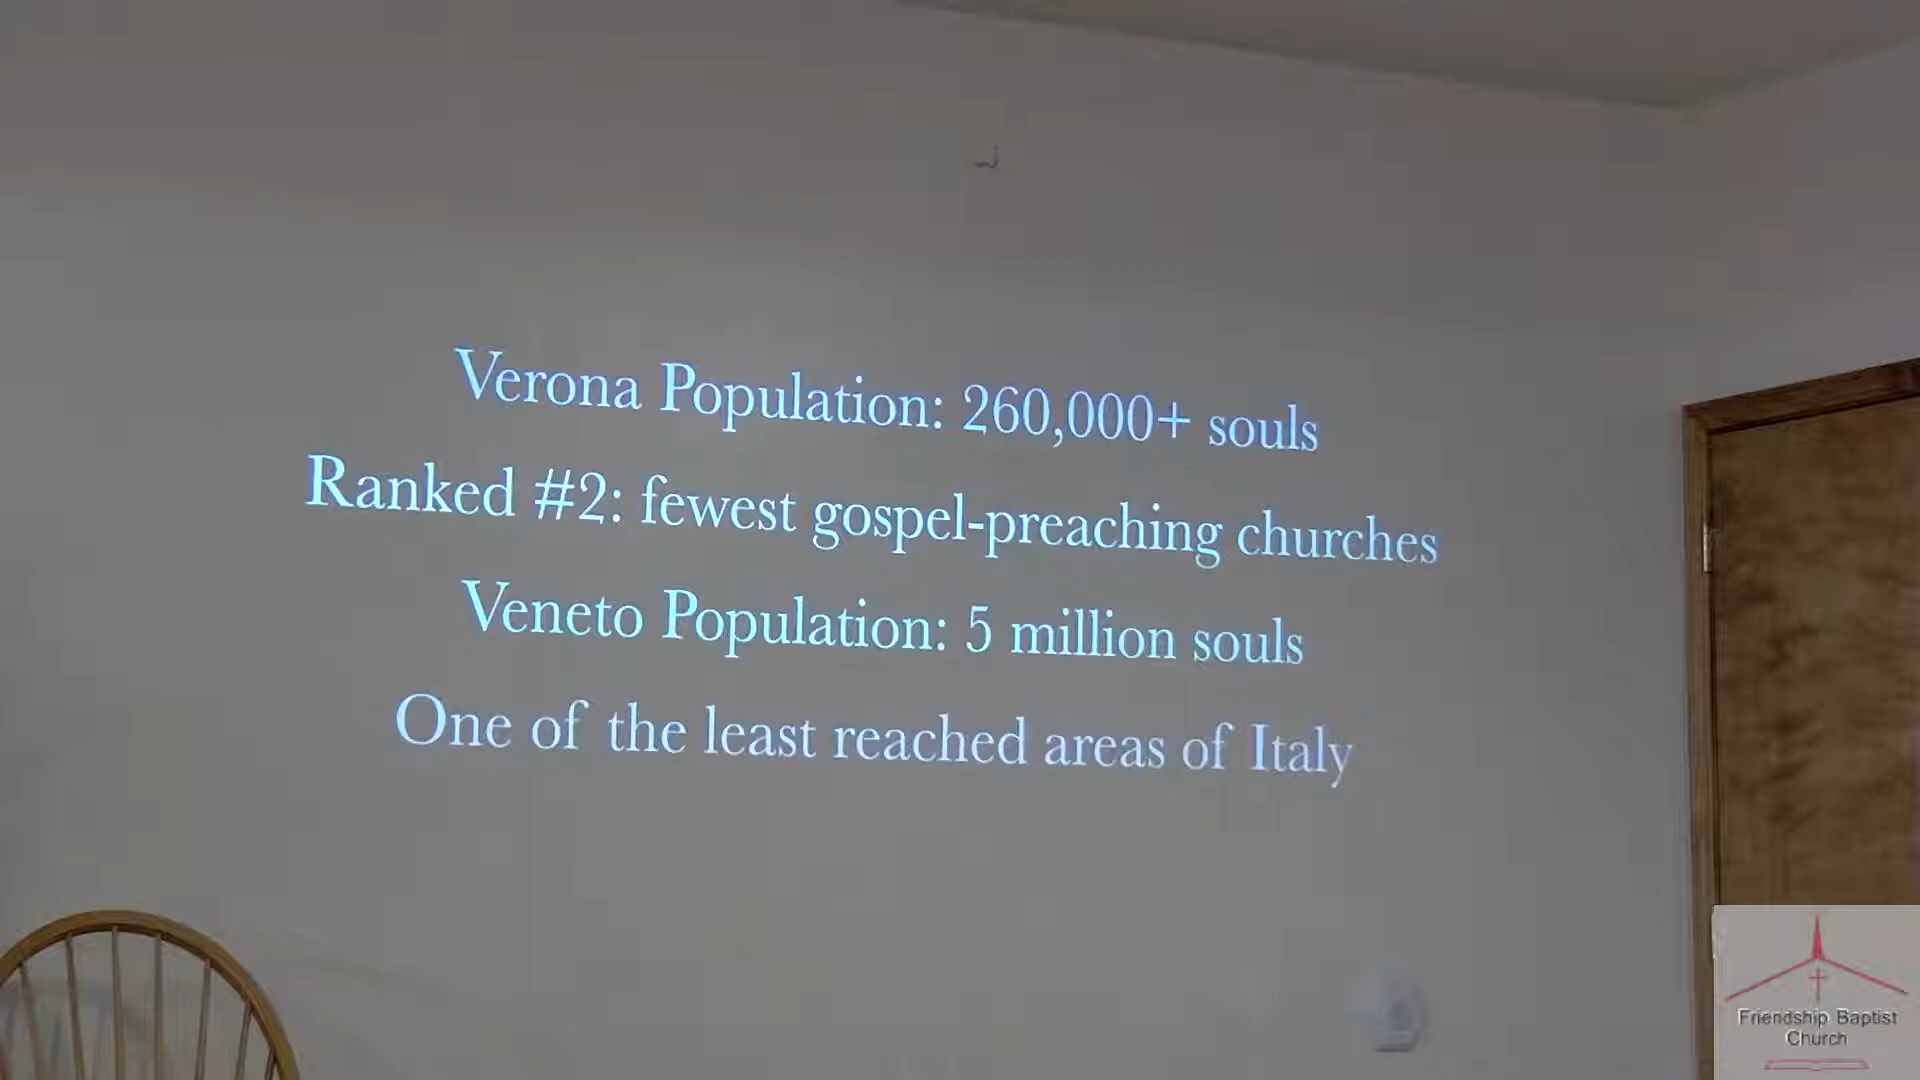 Verona Population: 260,000+ souls
Ranked #2: fewest gospel-preaching churches
Veneto Population: 5 million souls
One of the least reached areas of Italy
Friendship Baptist
Church